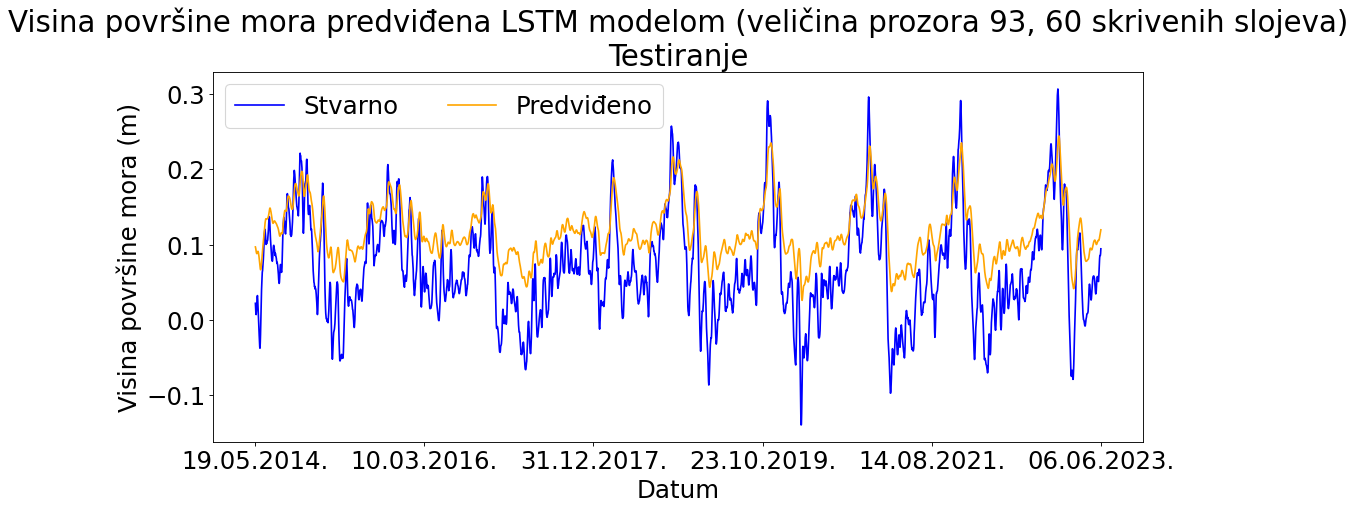 Visina površine mora predviđena LSTM modelom (veličina prozora 93, 60 skrivenih slojeva)
Testiranje
Stvarno
Predviđeno
Visina površine mora (m)
0.3
0.2
0.1
0.0
−0.1
19.05.2014.
10.03.2016.
31.12.2017.
23.10.2019.
14.08.2021.
06.06.2023.
Datum